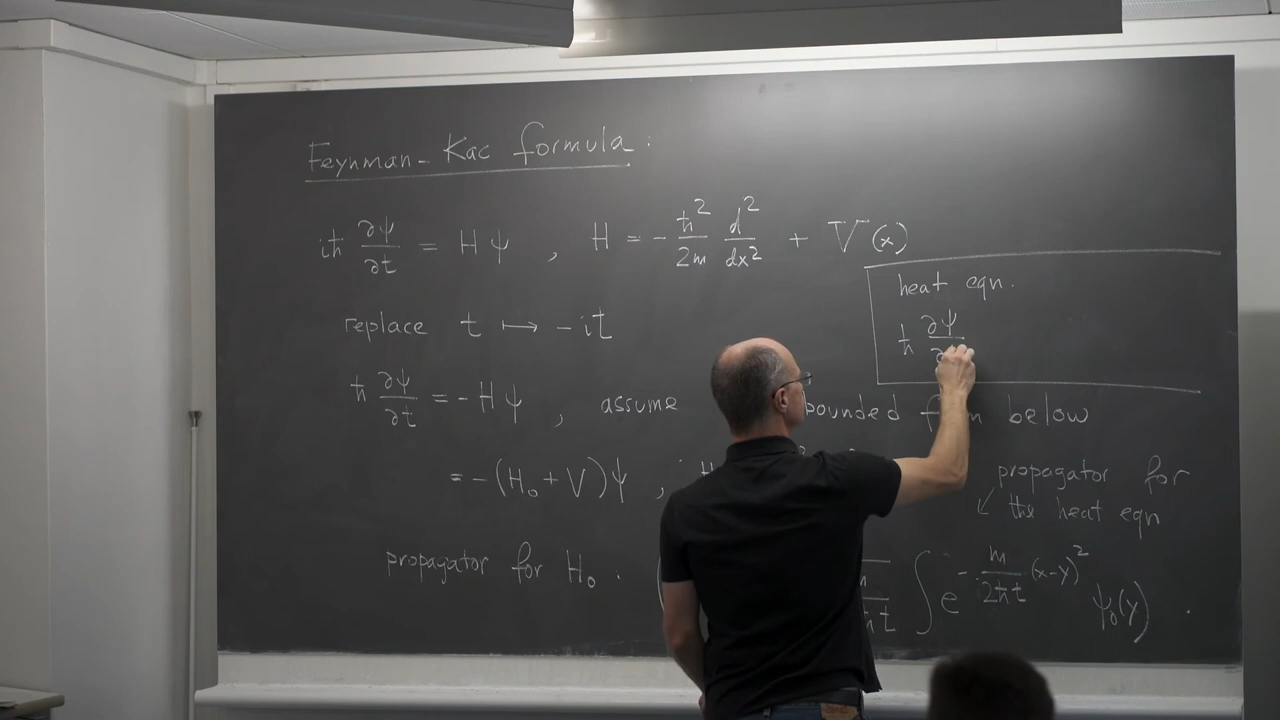 Feynman-Kac formula:
iħ ∂ψ/∂t = Hψ , H = - ħ²/2m d²/dx² + V(x)
heat eqn.
replace t ↦ -it
ħ ∂ψ/∂
ħ ∂ψ/∂t = -Hψ , assume bounded from below
= -(H₀ + V)ψ ,
propagator for
↙ the heat eqn
propagator for H₀ :
∫ e^{- m/2ħt (x-y)²} ψ₀(y) .